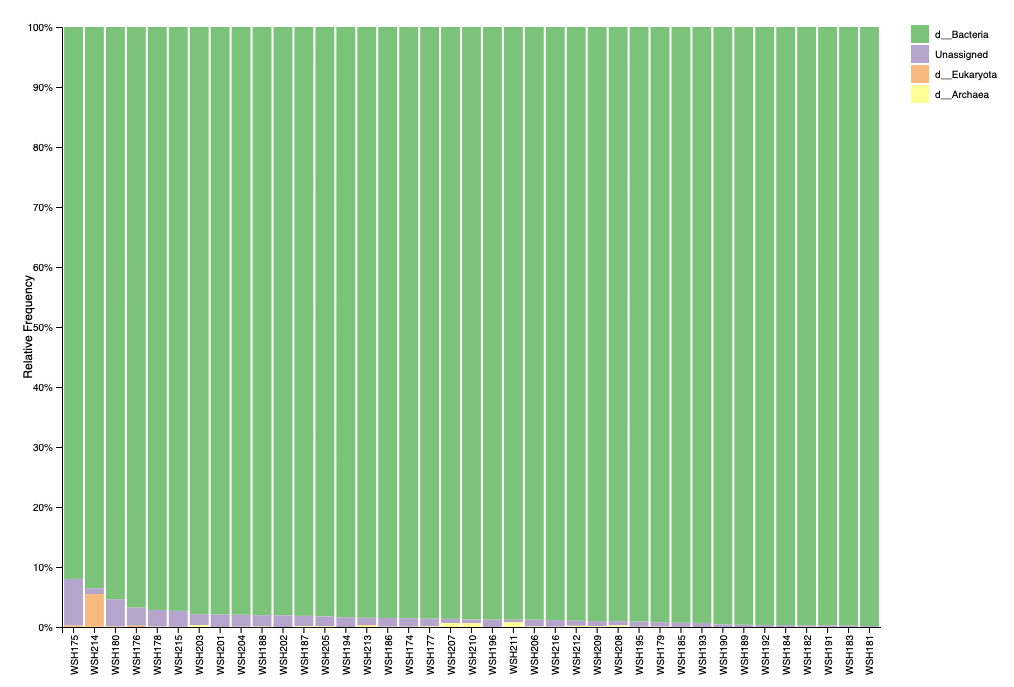 100%
90%
80%
70%
60%
50%
40%
30%
20%
10%
0%
Relative Frequency
WSH175
WSH214
WSH180
WSH176
WSH178
WSH215
WSH203
WSH201
WSH204
WSH188
WSH202
WSH187
WSH205
WSH194
WSH213
WSH186
WSH174
WSH177
WSH207
WSH210
WSH196
WSH211
WSH206
WSH216
WSH212
WSH209
WSH208
WSH195
WSH179
WSH185
WSH193
WSH190
WSH189
WSH192
WSH184
WSH182
WSH191
WSH183
WSH181
d__Bacteria
Unassigned
d__Eukaryota
d__Archaea